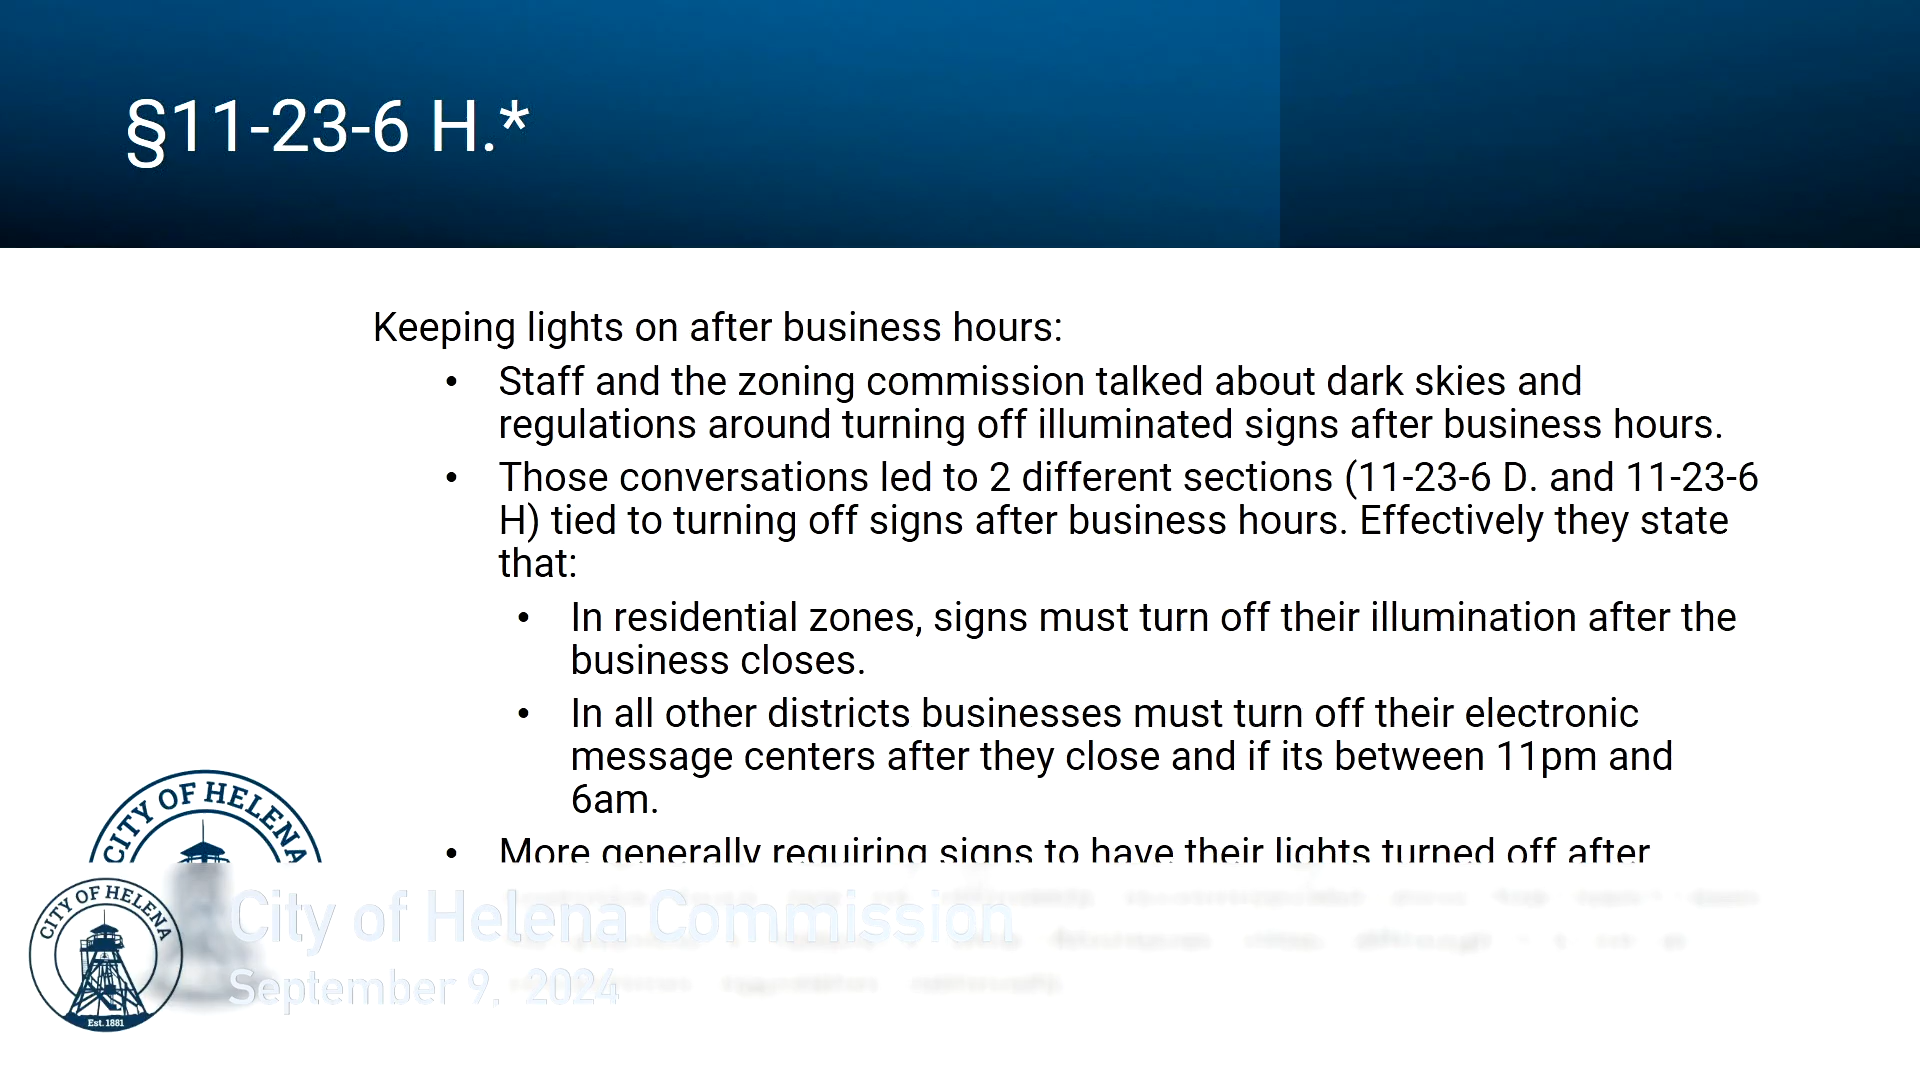 §11-23-6 H.*
Keeping lights on after business hours:
• Staff and the zoning commission talked about dark skies and
regulations around turning off illuminated signs after business hours.
• Those conversations led to 2 different sections (11-23-6 D. and 11-23-6
H) tied to turning off signs after business hours. Effectively they state
that:
• In residential zones, signs must turn off their illumination after the
business closes.
• In all other districts businesses must turn off their electronic
message centers after they close and if its between 11pm and
6am.
• More generally requiring signs to have their lights turned off after
CITY OF HELENA
CITY OF HELENA
Est. 1881
City of Helena Commission
September 9, 2024